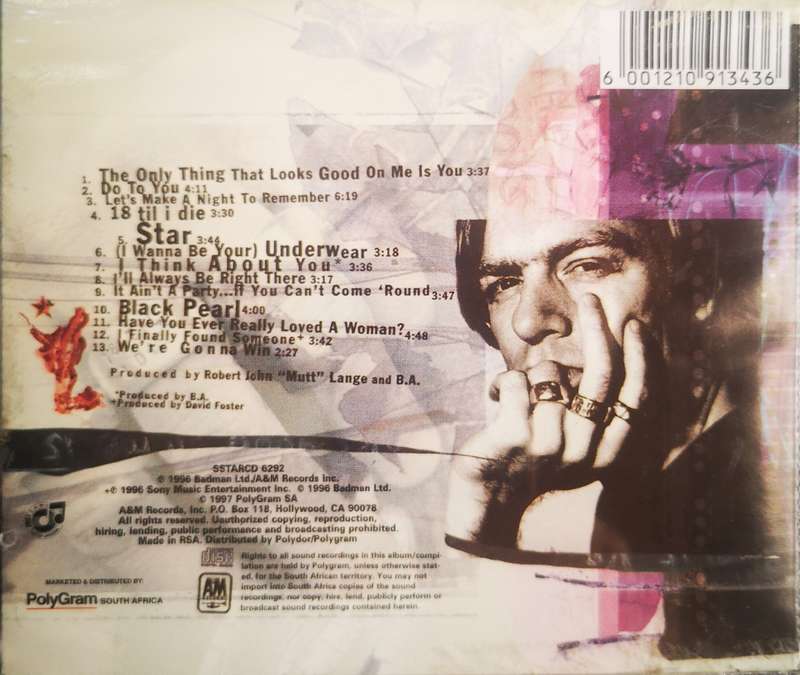 6 001210 913436
1. The Only Thing That Looks Good On Me Is You 3:37
2. Do To You 4:11
3. Let's Make A Night To Remember 6:19
4. 18 til i die 3:30
5. Star 3:44
6. (I Wanna Be Your) Underwear 3:18
7. I Think About You* 3:36
8. I'll Always Be Right There 3:17
9. It Ain't A Party...If You Can't Come 'Round 3:47
10. Black Pearl 4:00
11. Have You Ever Really Loved A Woman? 4:48
12. I Finally Found Someone+ 3:42
13. We're Gonna Win 2:27
Produced by Robert John "Mutt" Lange and B.A.
*Produced by B.A.
+Produced by David Foster
SSTARCD 6292
℗ 1996 Badman Ltd./A&M Records Inc.
+℗ 1996 Sony Music Entertainment Inc. © 1996 Badman Ltd.
© 1997 PolyGram SA
A&M Records, Inc. P.O. Box 118, Hollywood, CA 90078
All rights reserved. Unauthorized copying, reproduction,
hiring, lending, public performance and broadcasting prohibited.
Made in RSA. Distributed by Polydor/Polygram
MARKETED & DISTRIBUTED BY:
PolyGram SOUTH AFRICA
disc
AM
Rights to all sound recordings in this album/compi-
lation are held by Polygram, unless otherwise stat-
ed, for the South African territory. You may not
import into South Africa copies of the sound
recordings, nor copy, hire, lend, publicly perform or
broadcast sound recordings contained herein.